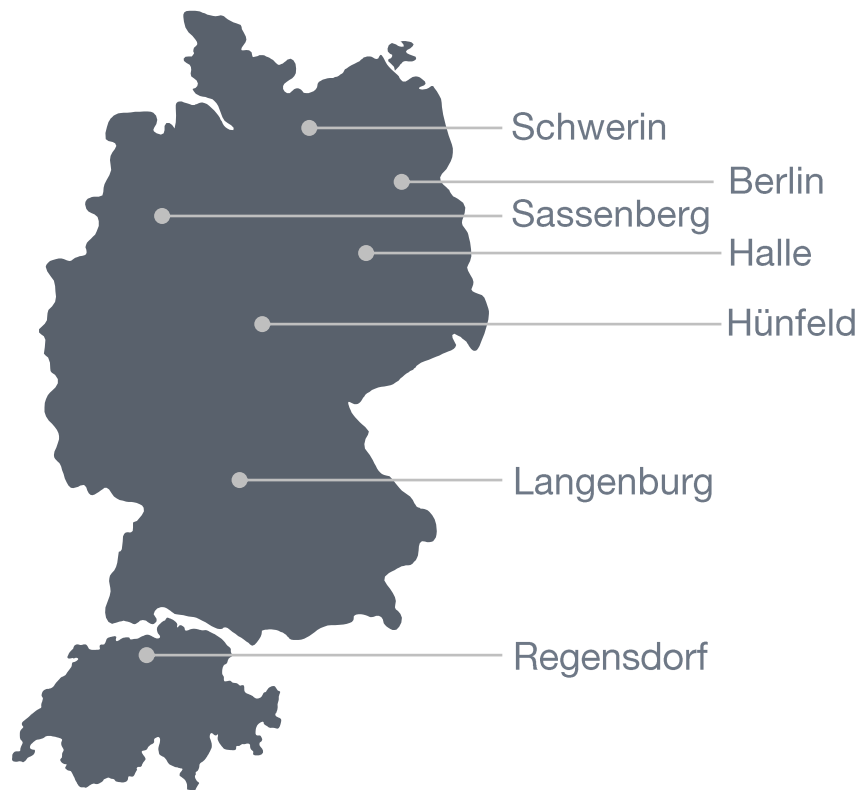 Schwerin
Berlin
Sassenberg
Halle
Hünfeld
Langenburg
Regensdorf